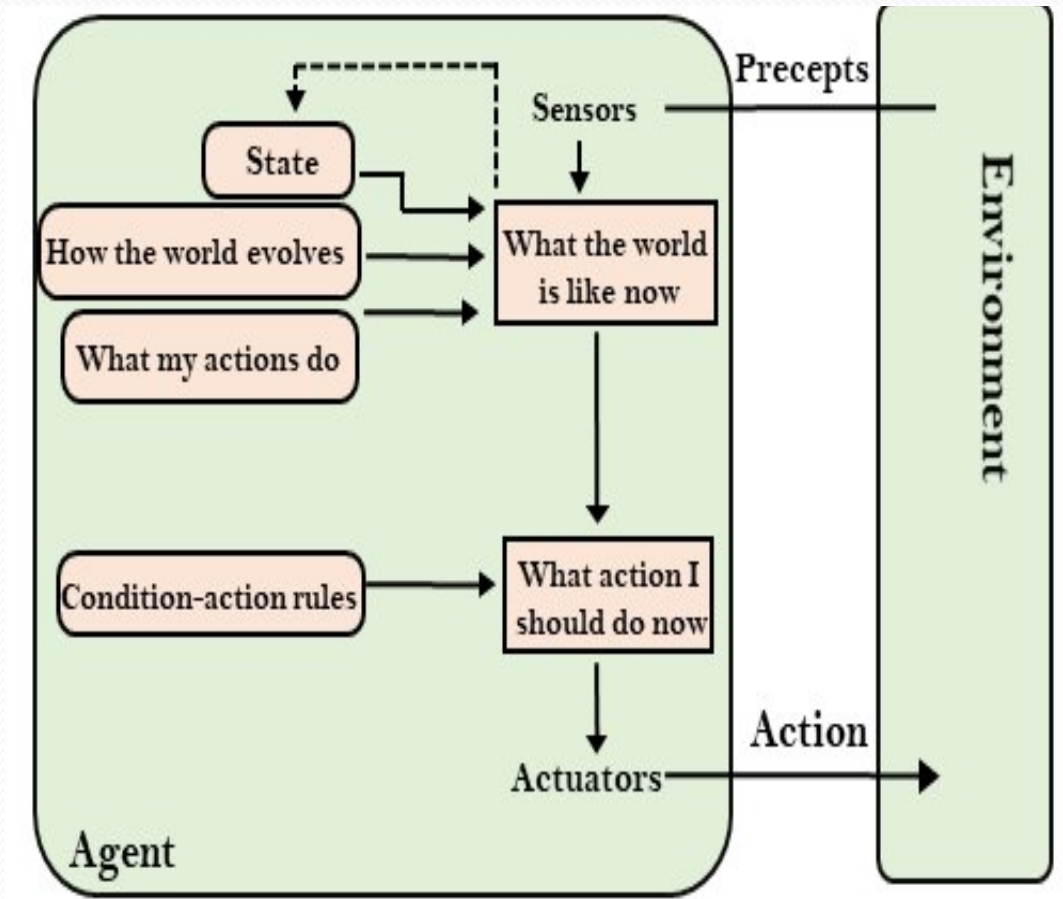 Precepts
Sensors
State
How the world evolves
What the world
is like now
What my actions do
Environment
Condition-action rules
What action I
should do now
Action
Actuators
Agent